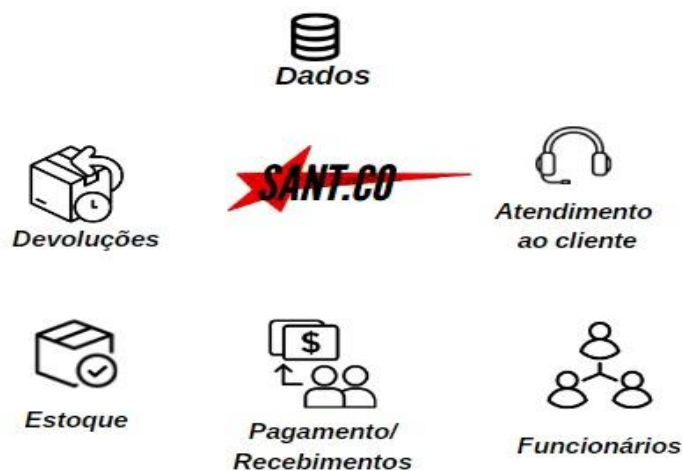 Dados
SANT.CO
Devoluções
Atendimento
ao cliente
$
Estoque
Pagamento/
Recebimentos
Funcionários